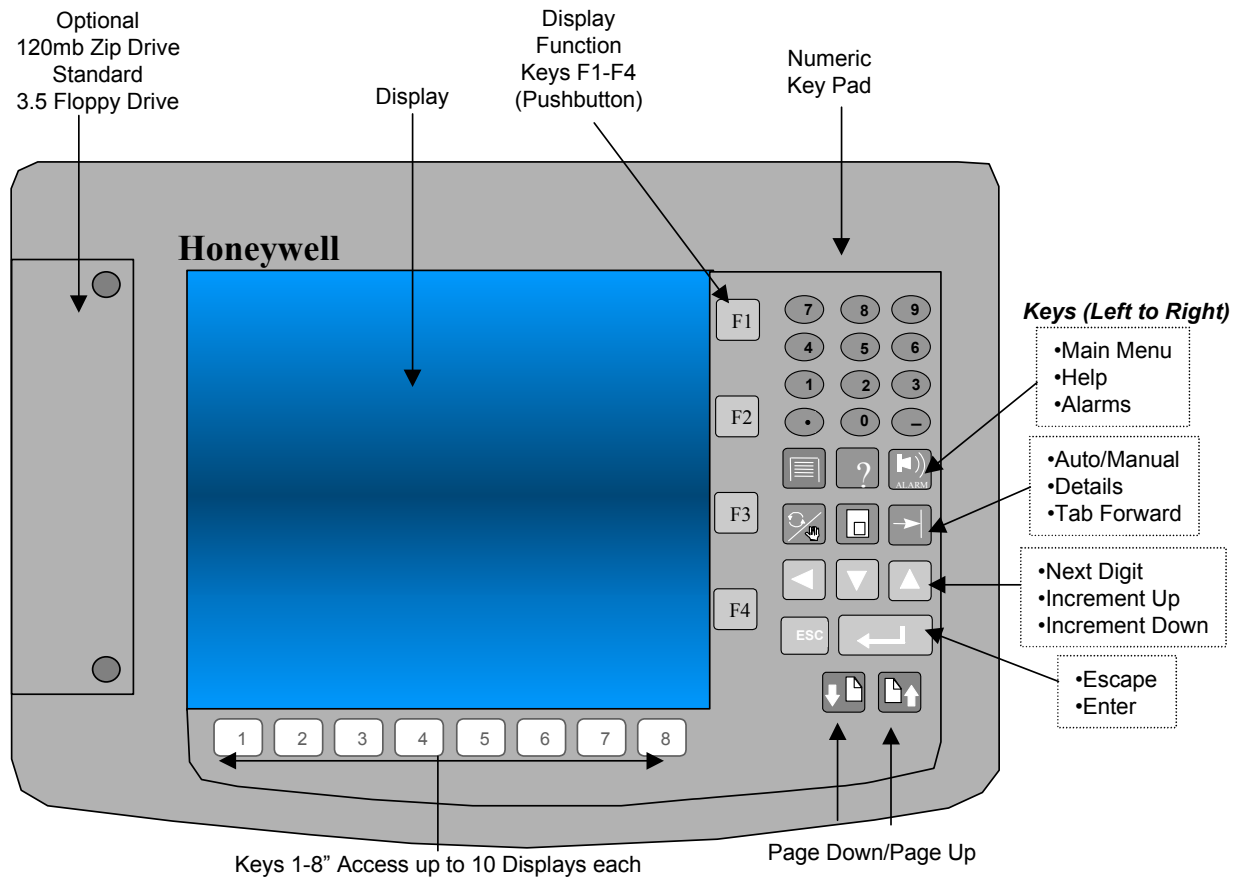 Optional
120mb Zip Drive
Standard
3.5 Floppy Drive
Display
Display
Function
Keys F1-F4
(Pushbutton)
Numeric
Key Pad
Honeywell
F1
F2
F3
F4
7 8 9
4 5 6
1 2 3
• 0 –
?
ALARM
ESC
Keys (Left to Right)
•Main Menu
•Help
•Alarms
•Auto/Manual
•Details
•Tab Forward
•Next Digit
•Increment Up
•Increment Down
•Escape
•Enter
1 2 3 4 5 6 7 8
Keys 1-8” Access up to 10 Displays each
Page Down/Page Up